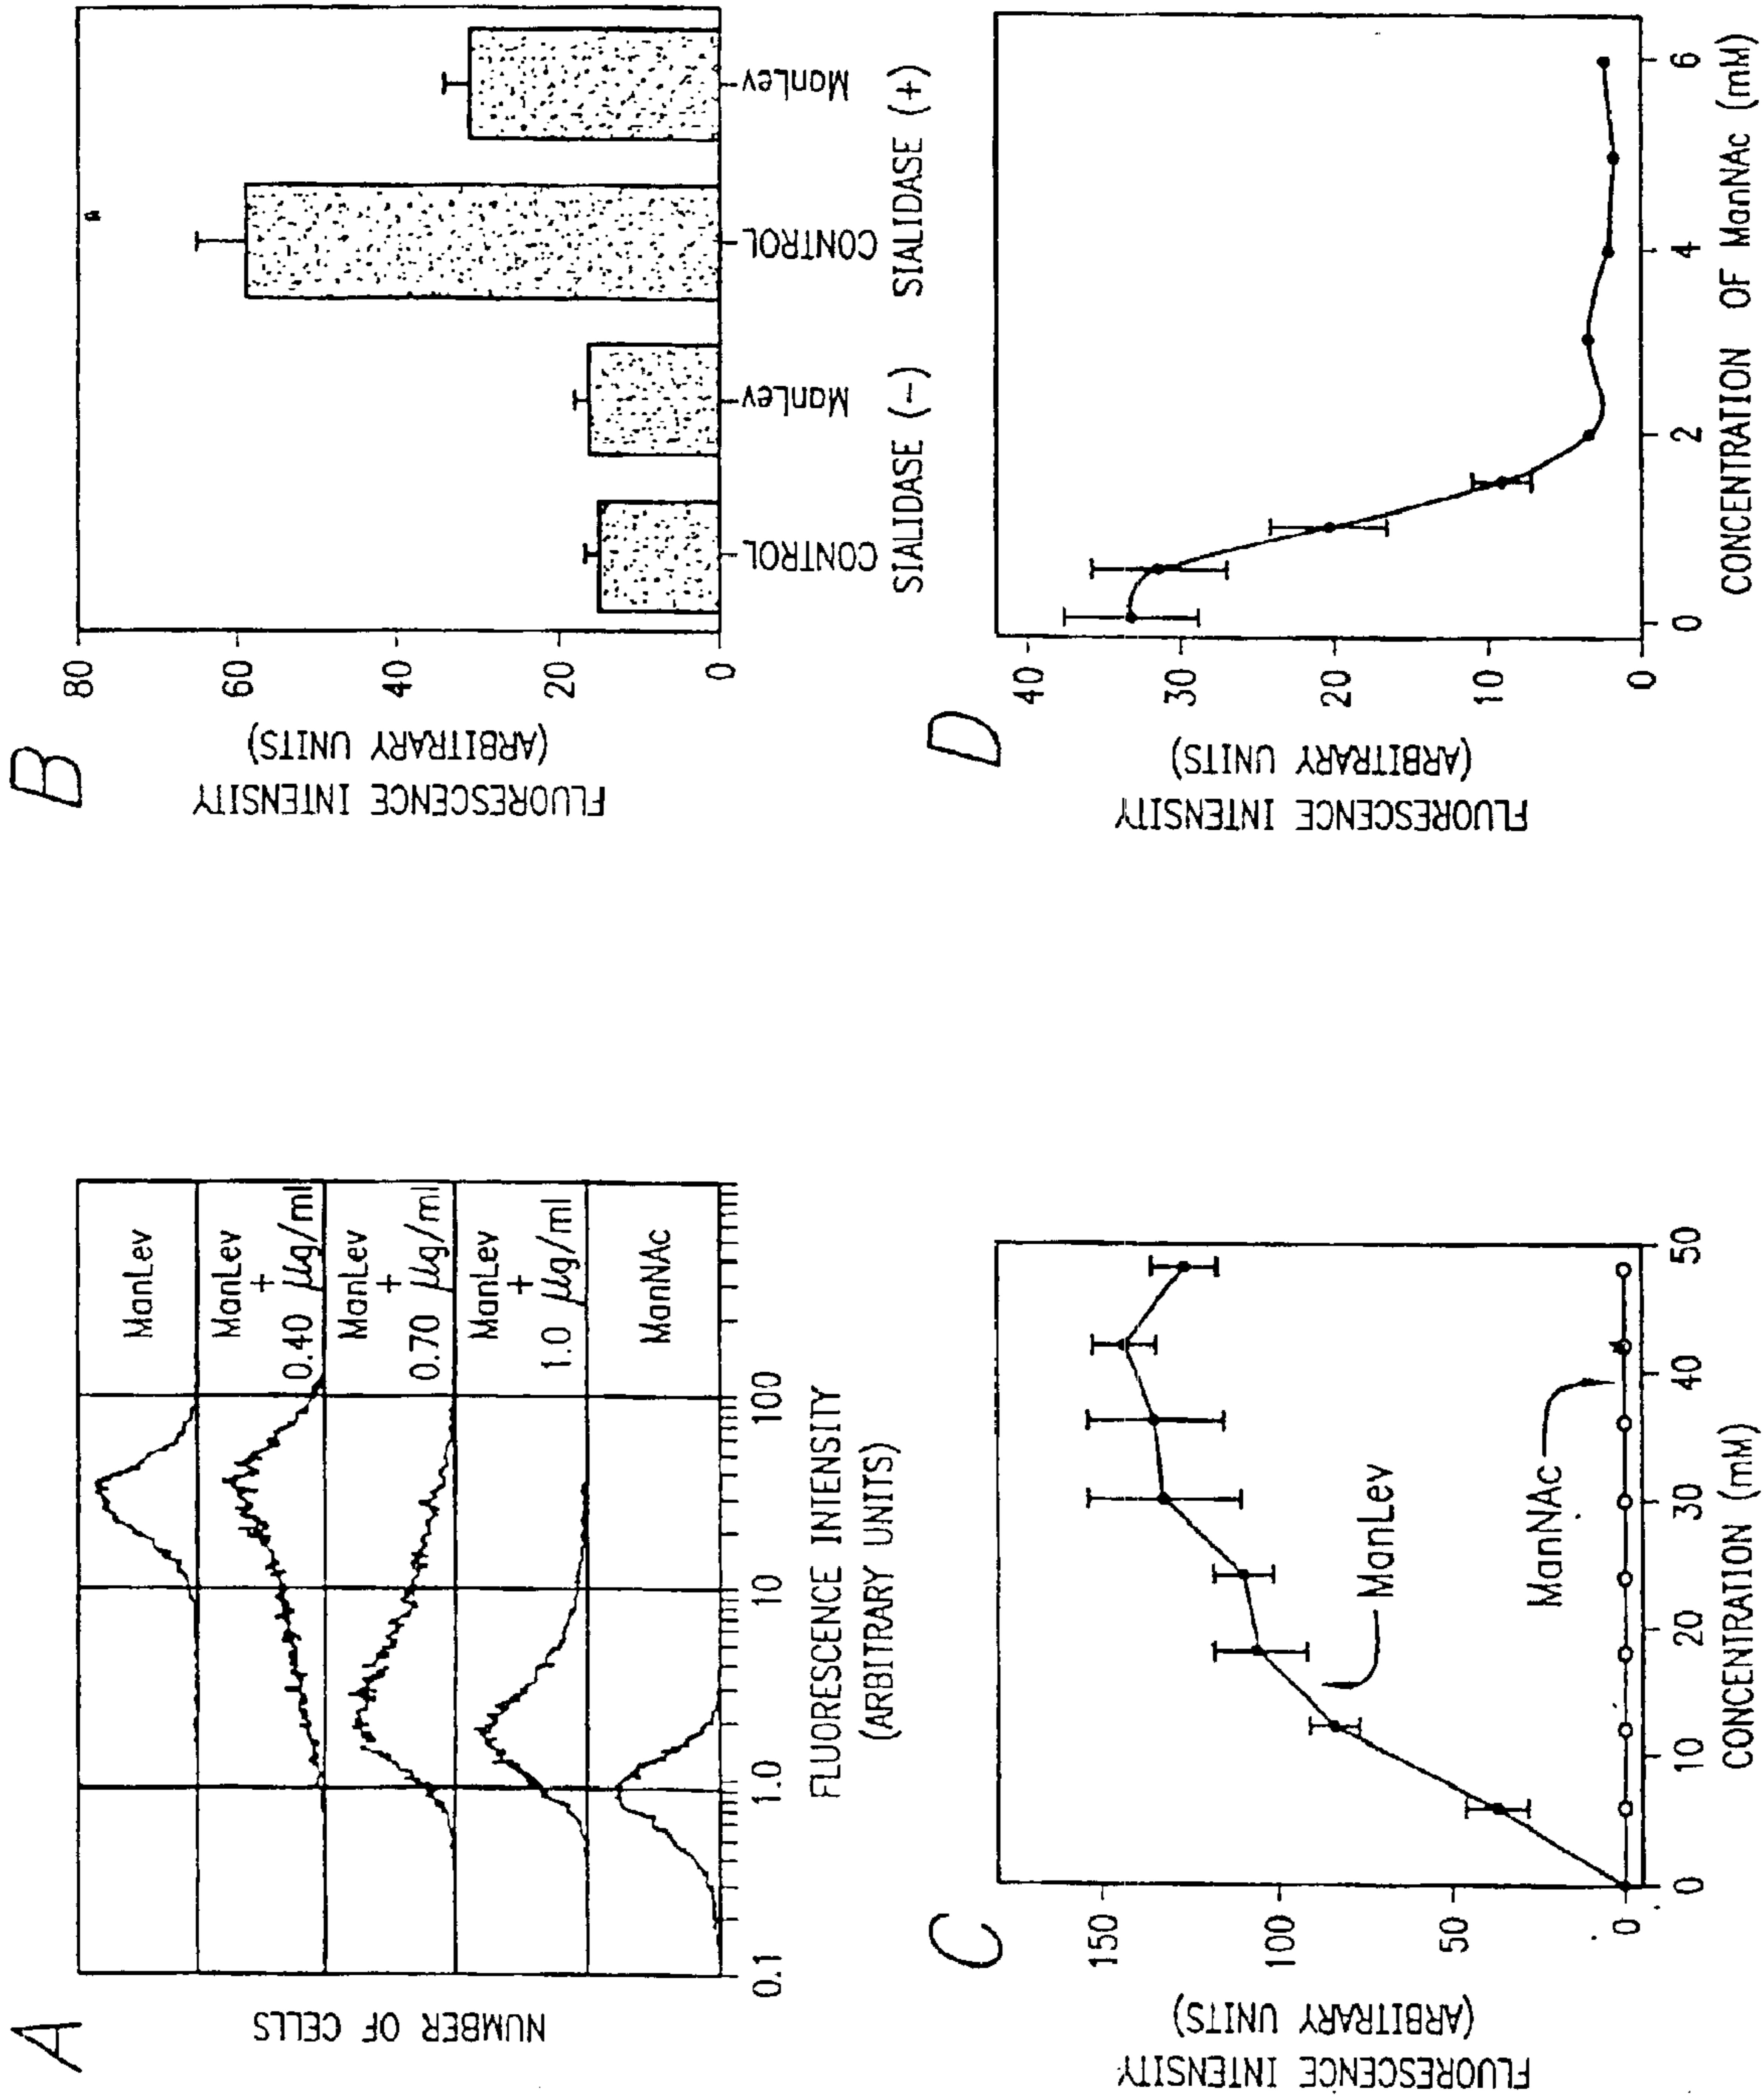 A
NUMBER OF CELLS
ManLev
ManLev
+
0.40 µg/ml
ManLev
+
0.70 µg/ml
ManLev
+
1.0 µg/ml
ManNAc
0.1
1.0
10
100
FLUORESCENCE INTENSITY
(ARBITRARY UNITS)
B
FLUORESCENCE INTENSITY
(ARBITRARY UNITS)
80
60
40
20
0
CONTROL
ManLev
CONTROL
ManLev
SIALIDASE (-)
SIALIDASE (+)
C
FLUORESCENCE INTENSITY
(ARBITRARY UNITS)
150
100
50
0
ManLev
ManNAc
0
10
20
30
40
50
CONCENTRATION (mM)
D
FLUORESCENCE INTENSITY
(ARBITRARY UNITS)
40
30
20
10
0
0
2
4
6
CONCENTRATION OF ManNAc (mM)